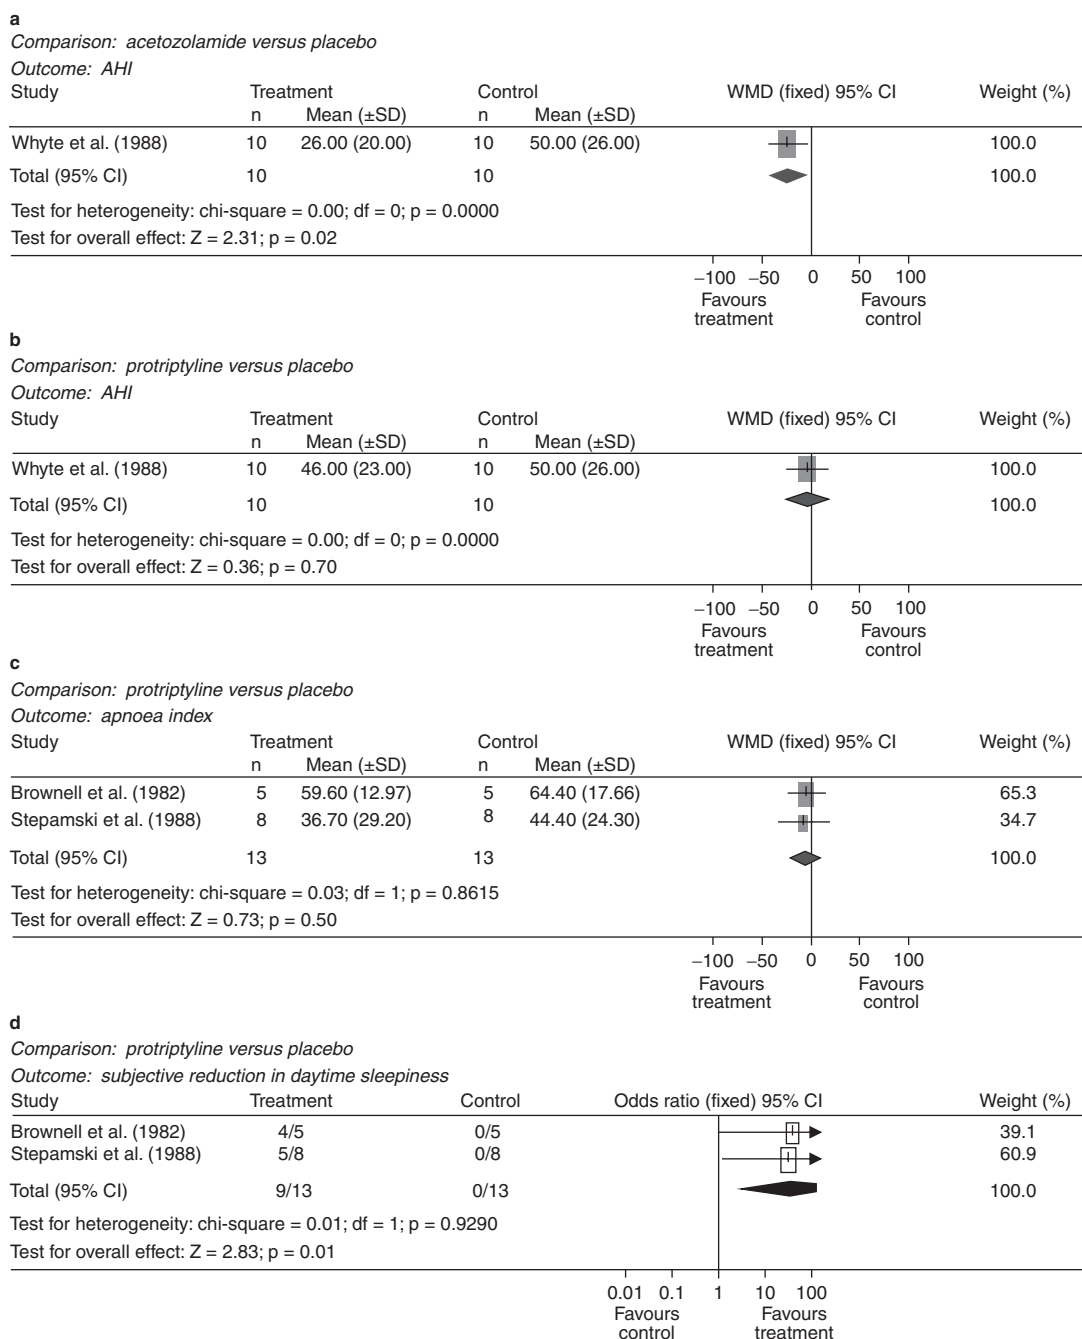 a
Comparison: acetozolamide versus placebo
Outcome: AHI
Study Treatment Control WMD (fixed) 95% CI Weight (%)
n Mean (±SD) n Mean (±SD)
Whyte et al. (1988) 10 26.00 (20.00) 10 50.00 (26.00) 100.0
Total (95% CI) 10 10 100.0
Test for heterogeneity: chi-square = 0.00; df = 0; p = 0.0000
Test for overall effect: Z = 2.31; p = 0.02
–100 –50 0 50 100
Favours Favours
treatment control
b
Comparison: protriptyline versus placebo
Outcome: AHI
Study Treatment Control WMD (fixed) 95% CI Weight (%)
n Mean (±SD) n Mean (±SD)
Whyte et al. (1988) 10 46.00 (23.00) 10 50.00 (26.00) 100.0
Total (95% CI) 10 10 100.0
Test for heterogeneity: chi-square = 0.00; df = 0; p = 0.0000
Test for overall effect: Z = 0.36; p = 0.70
–100 –50 0 50 100
Favours Favours
treatment control
c
Comparison: protriptyline versus placebo
Outcome: apnoea index
Study Treatment Control WMD (fixed) 95% CI Weight (%)
n Mean (±SD) n Mean (±SD)
Brownell et al. (1982) 5 59.60 (12.97) 5 64.40 (17.66) 65.3
Stepamski et al. (1988) 8 36.70 (29.20) 8 44.40 (24.30) 34.7
Total (95% CI) 13 13 100.0
Test for heterogeneity: chi-square = 0.03; df = 1; p = 0.8615
Test for overall effect: Z = 0.73; p = 0.50
–100 –50 0 50 100
Favours Favours
treatment control
d
Comparison: protriptyline versus placebo
Outcome: subjective reduction in daytime sleepiness
Study Treatment Control Odds ratio (fixed) 95% CI Weight (%)
Brownell et al. (1982) 4/5 0/5 39.1
Stepamski et al. (1988) 5/8 0/8 60.9
Total (95% CI) 9/13 0/13 100.0
Test for heterogeneity: chi-square = 0.01; df = 1; p = 0.9290
Test for overall effect: Z = 2.83; p = 0.01
0.01 0.1 1 10 100
Favours Favours
control treatment